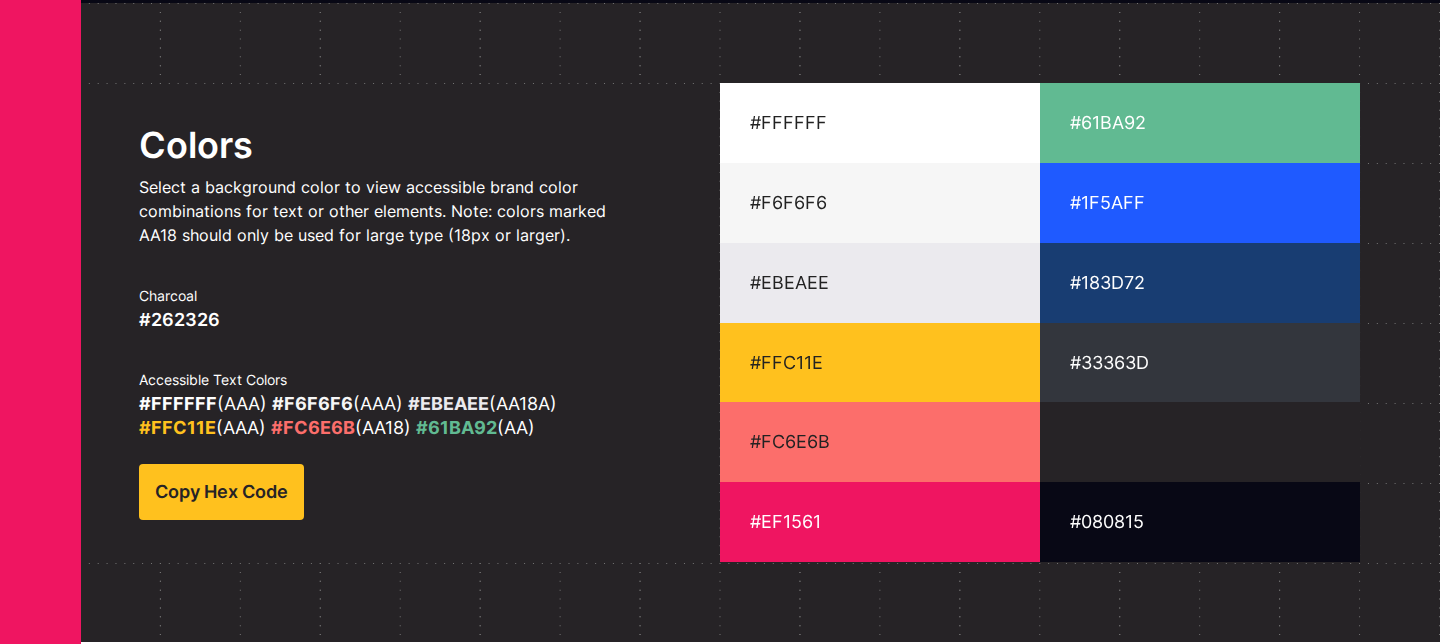 Colors
Select a background color to view accessible brand color
combinations for text or other elements. Note: colors marked
AA18 should only be used for large type (18px or larger).
Charcoal
#262326
Accessible Text Colors
#FFFFFF(AAA) #F6F6F6(AAA) #EBEAEE(AA18A)
#FFC11E(AAA) #FC6E6B(AA18) #61BA92(AA)
Copy Hex Code
#FFFFFF
#61BA92
#F6F6F6
#1F5AFF
#EBEAEE
#183D72
#FFC11E
#33363D
#FC6E6B
#EF1561
#080815